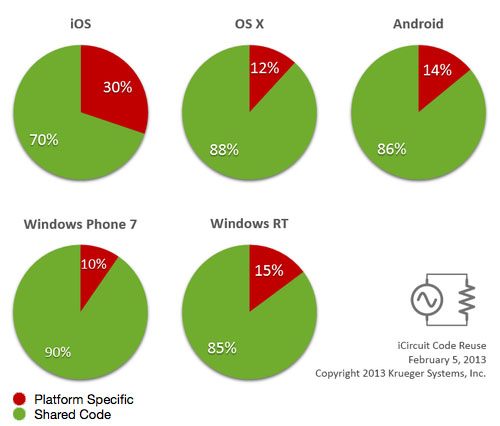 iOS
OS X
Android
30%
70%
12%
88%
14%
86%
Windows Phone 7
Windows RT
10%
90%
15%
85%
iCircuit Code Reuse
February 5, 2013
Copyright 2013 Krueger Systems, Inc.
Platform Specific
Shared Code